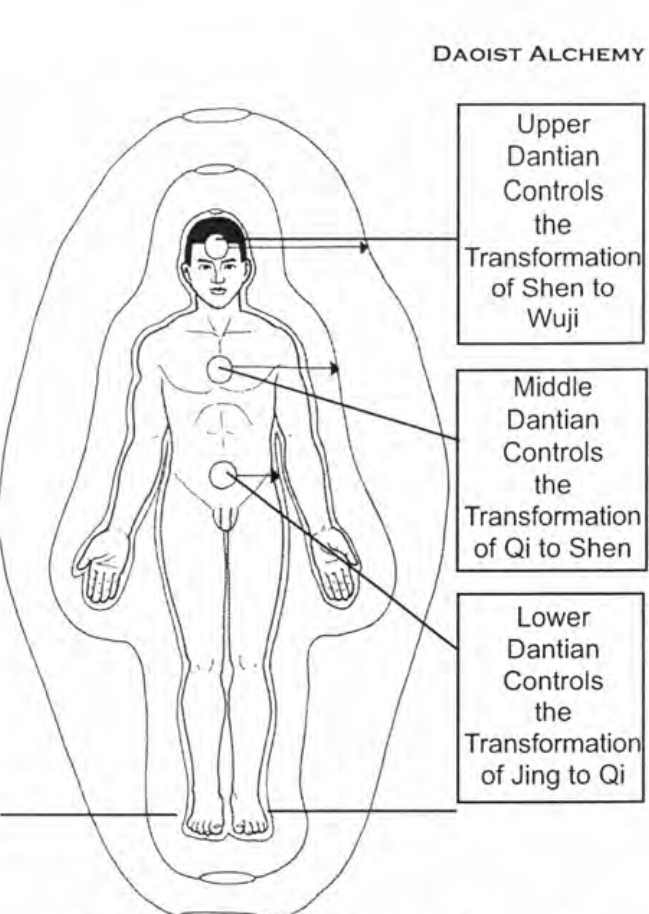 DAOIST ALCHEMY
Upper
Dantian
Controls
the
Transformation
of Shen to
Wuji
Middle
Dantian
Controls
the
Transformation
of Qi to Shen
Lower
Dantian
Controls
the
Transformation
of Jing to Qi